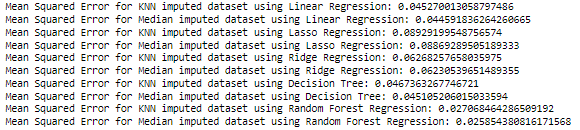 Mean Squared Error for KNN imputed dataset using Linear Regression: 0.045270013058797486
Mean Squared Error for Median imputed dataset using Linear Regression: 0.044591836264260665
Mean Squared Error for KNN imputed dataset using Lasso Regression: 0.08929199548756574
Mean Squared Error for Median imputed dataset using Lasso Regression: 0.08869289505189333
Mean Squared Error for KNN imputed dataset using Ridge Regression: 0.06268257658035975
Mean Squared Error for Median imputed dataset using Ridge Regression: 0.06230539651489355
Mean Squared Error for KNN imputed dataset using Decision Tree: 0.0467363267746721
Mean Squared Error for Median imputed dataset using Decision Tree: 0.045105206015033594
Mean Squared Error for KNN imputed dataset using Random Forest Regression: 0.027068464286509192
Mean Squared Error for Median imputed dataset using Random Forest Regression: 0.025854380816171568